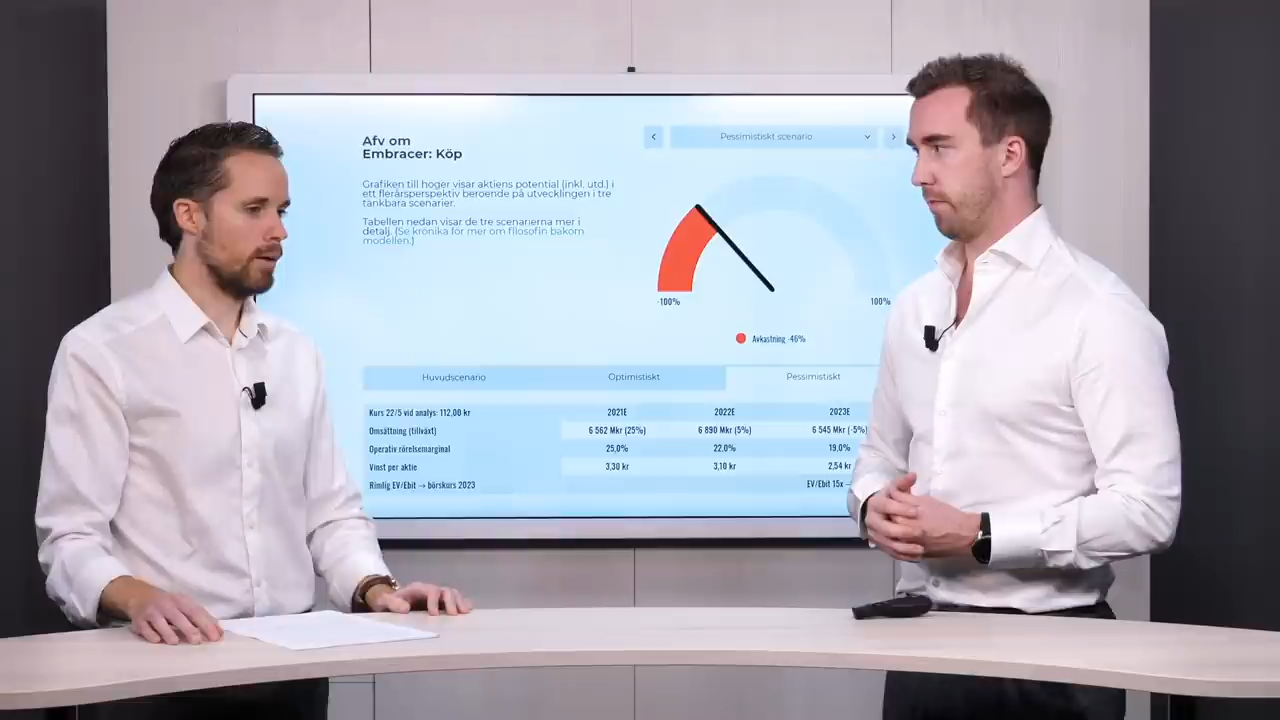 Afv om
Embracer: Köp
Pessimistiskt scenario
Grafiken till höger visar aktiens potential (inkl. utd.) i
ett flerårsperspektiv beroende på utvecklingen i tre
tänkbara scenarier.
Tabellen nedan visar de tre scenarierna mer i
detalj. (Se krönika för mer om filosofin bakom
modellen.)
-100%
100%
Avkastning -46%
Huvudscenario
Optimistiskt
Pessimistiskt
Kurs 22/5 vid analys: 112,00 kr 2021E 2022E 2023E
Omsättning (tillväxt) 6 562 Mkr (25%) 6 890 Mkr (5%) 6 545 Mkr (-5%)
Operativ rörelsemarginal 25,0% 22,0% 19,0%
Vinst per aktie 3,30 kr 3,10 kr 2,54 kr
Rimlig EV/Ebit → börskurs 2023 EV/Ebit 15x